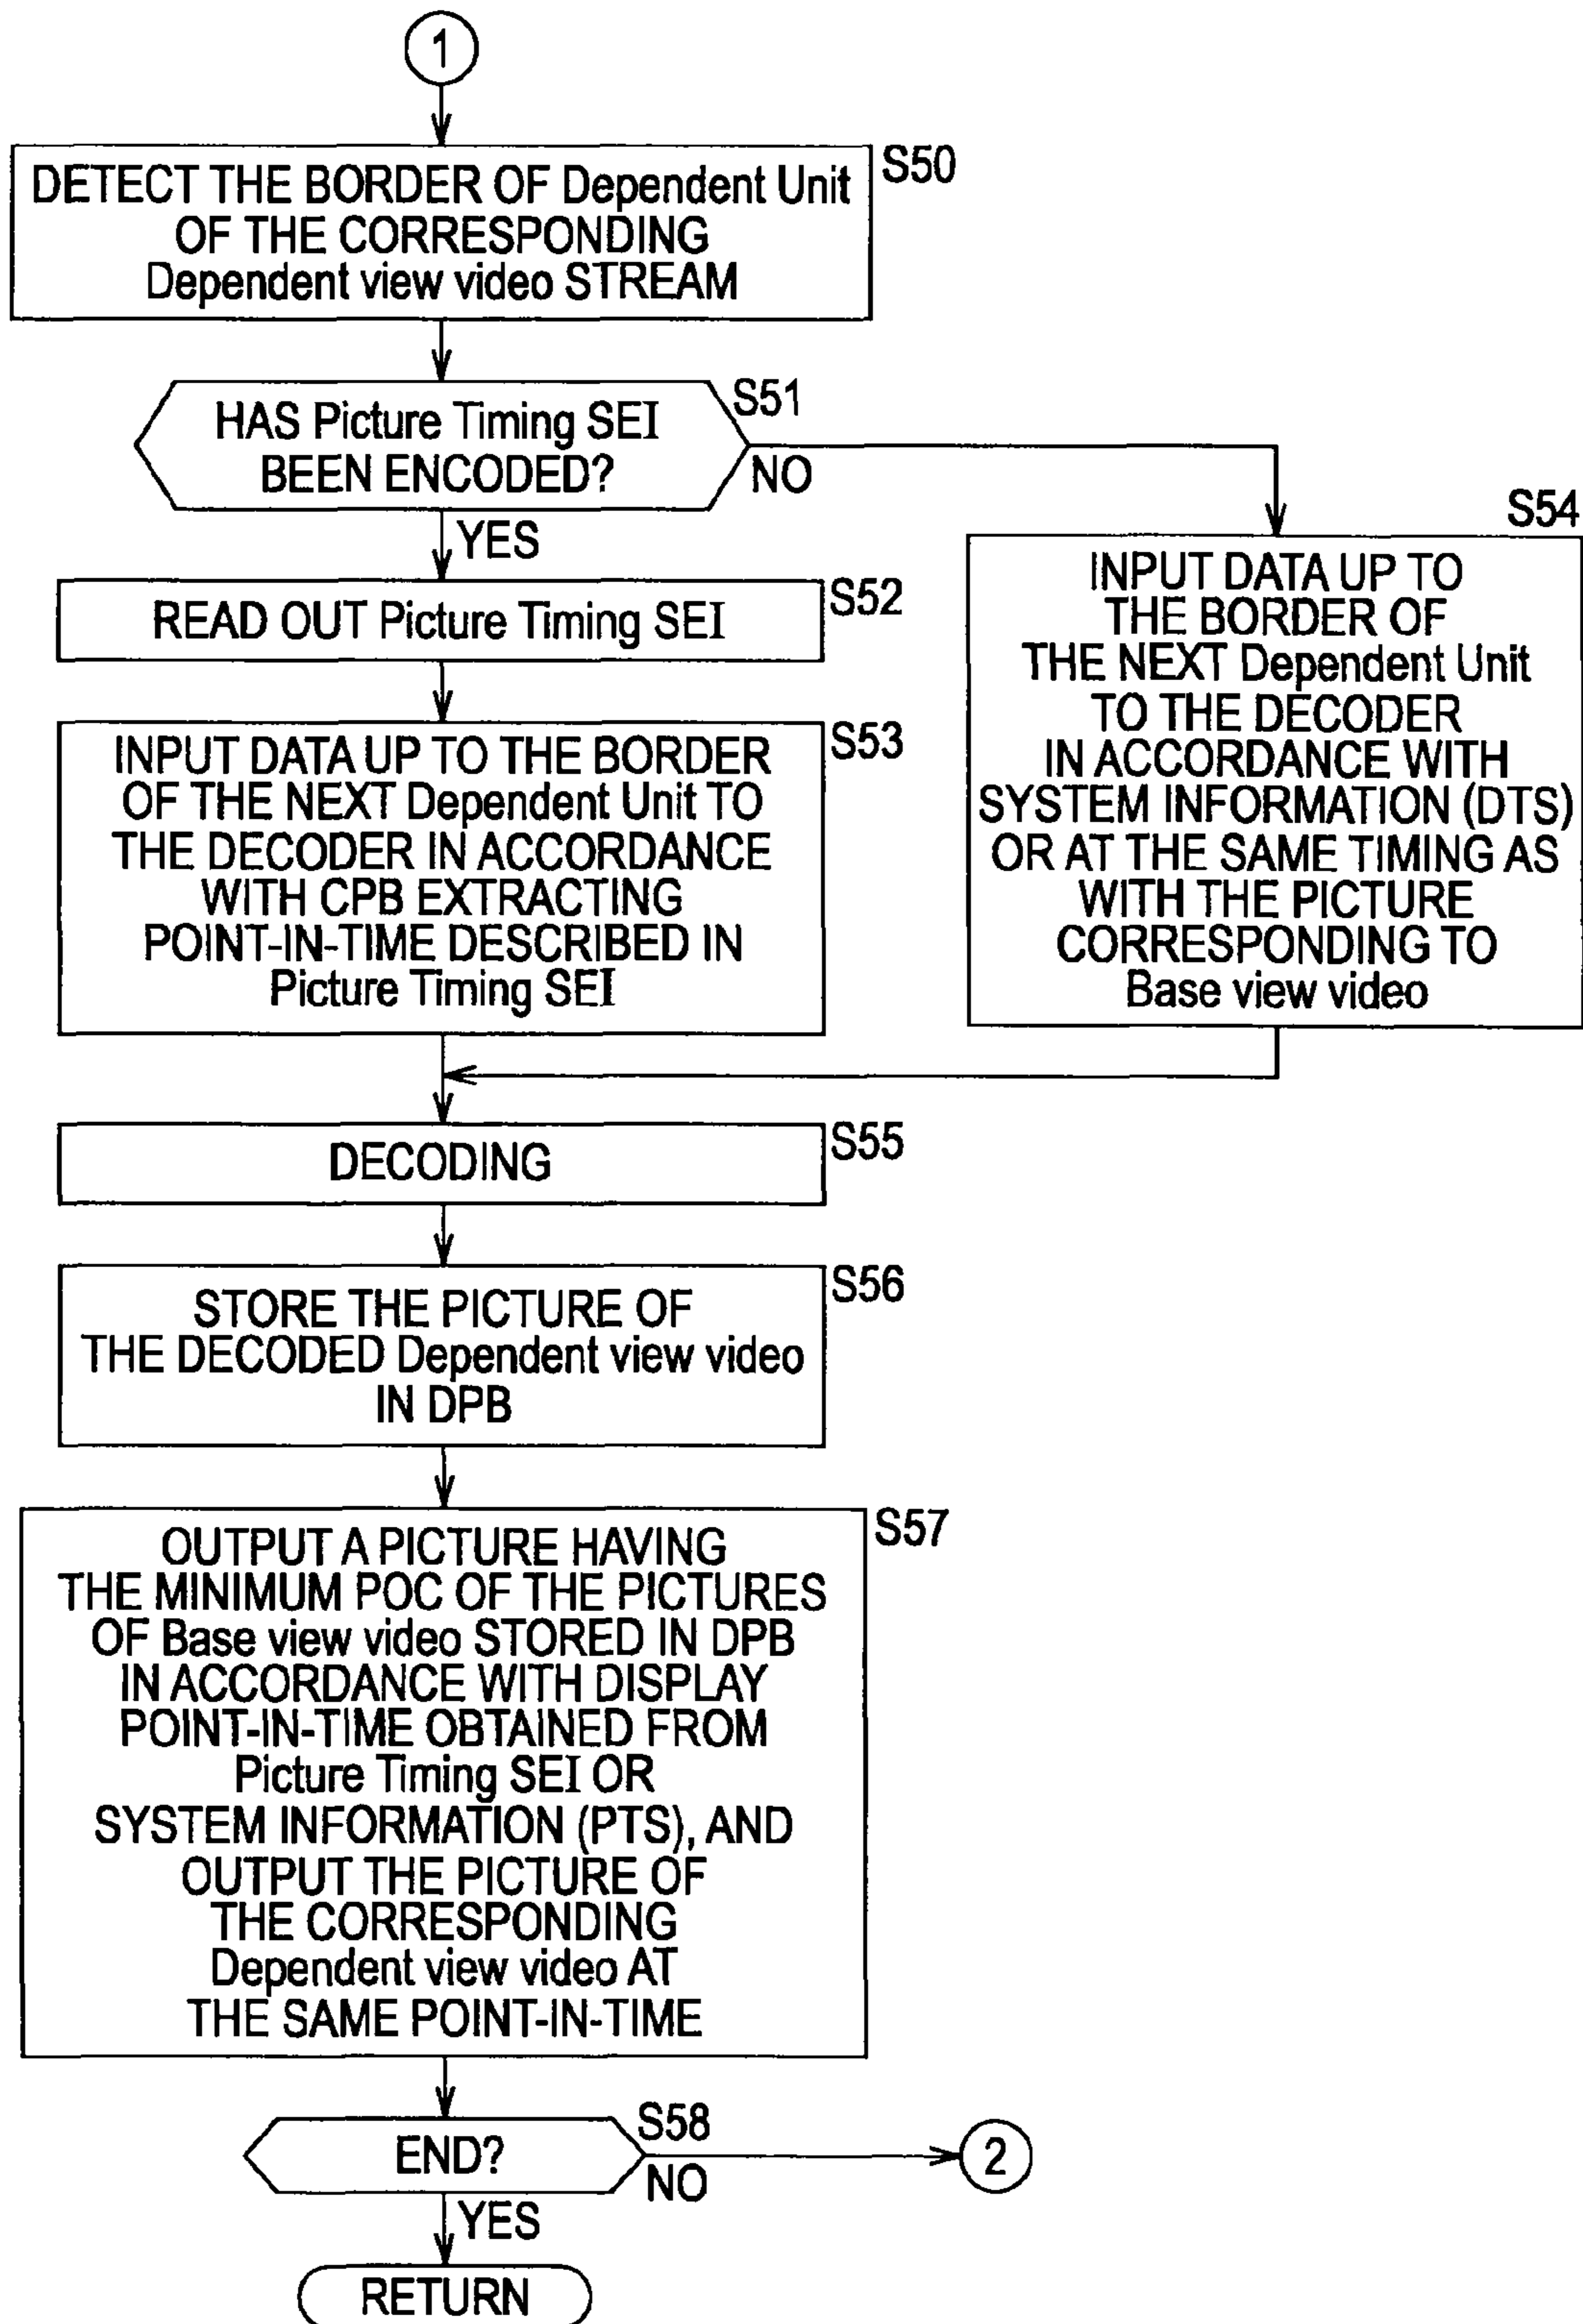 1
DETECT THE BORDER OF Dependent Unit
OF THE CORRESPONDING
Dependent view video STREAM
S50
HAS Picture Timing SEI
BEEN ENCODED?
S51
NO
YES
READ OUT Picture Timing SEI
S52
INPUT DATA UP TO THE BORDER
OF THE NEXT Dependent Unit TO
THE DECODER IN ACCORDANCE
WITH CPB EXTRACTING
POINT-IN-TIME DESCRIBED IN
Picture Timing SEI
S53
S54
INPUT DATA UP TO
THE BORDER OF
THE NEXT Dependent Unit
TO THE DECODER
IN ACCORDANCE WITH
SYSTEM INFORMATION (DTS)
OR AT THE SAME TIMING AS
WITH THE PICTURE
CORRESPONDING TO
Base view video
DECODING
S55
STORE THE PICTURE OF
THE DECODED Dependent view video
IN DPB
S56
OUTPUT A PICTURE HAVING
THE MINIMUM POC OF THE PICTURES
OF Base view video STORED IN DPB
IN ACCORDANCE WITH DISPLAY
POINT-IN-TIME OBTAINED FROM
Picture Timing SEI OR
SYSTEM INFORMATION (PTS), AND
OUTPUT THE PICTURE OF
THE CORRESPONDING
Dependent view video AT
THE SAME POINT-IN-TIME
S57
END?
S58
NO
2
YES
RETURN